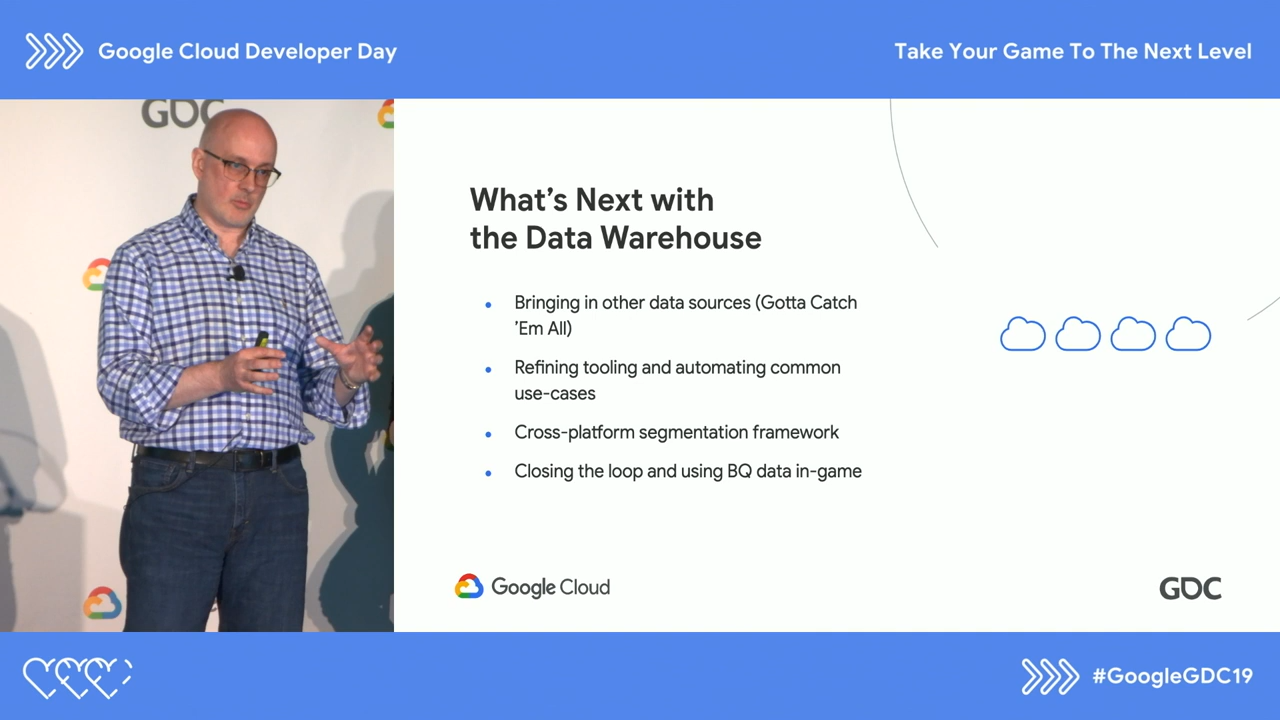 Google Cloud Developer Day
Take Your Game To The Next Level
GDC
What’s Next with
the Data Warehouse
• Bringing in other data sources (Gotta Catch
’Em All)
• Refining tooling and automating common
use-cases
• Cross-platform segmentation framework
• Closing the loop and using BQ data in-game
Google Cloud
GDC
#GoogleGDC19